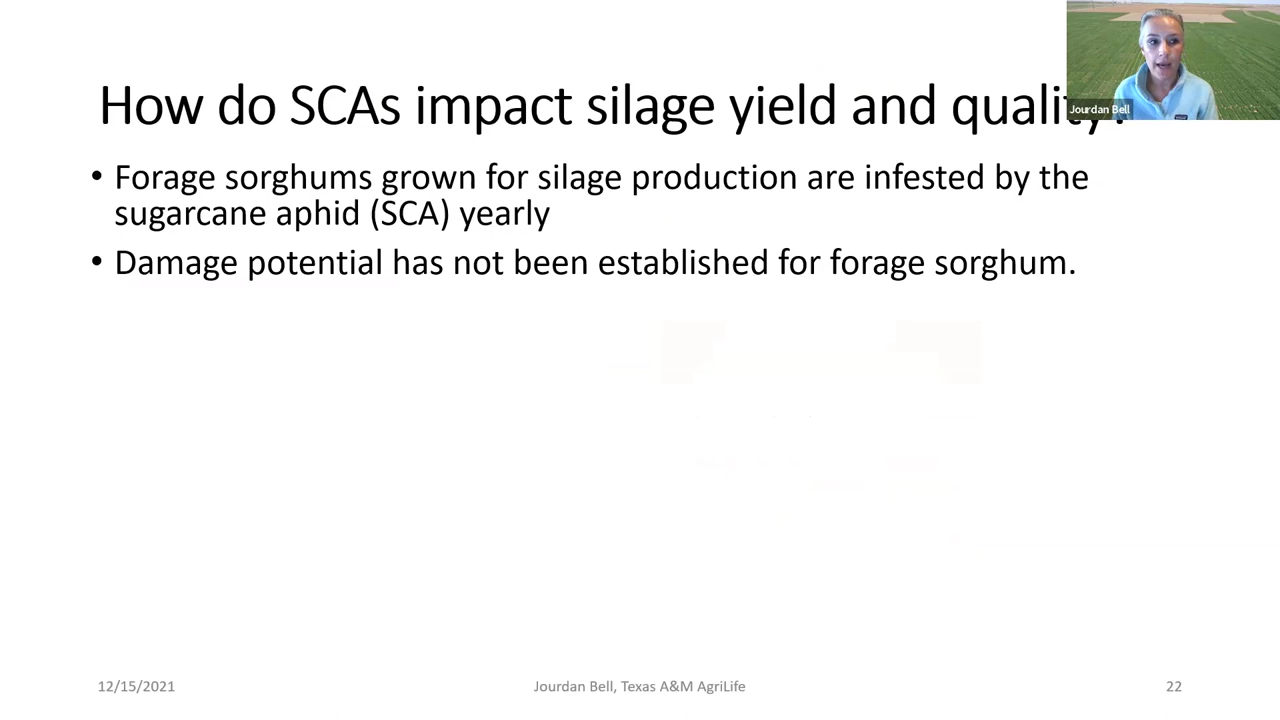 How do SCAs impact silage yield and quality?
Jourdan Bell
• Forage sorghums grown for silage production are infested by the
sugarcane aphid (SCA) yearly
• Damage potential has not been established for forage sorghum.
12/15/2021 Jourdan Bell, Texas A&M AgriLife 22